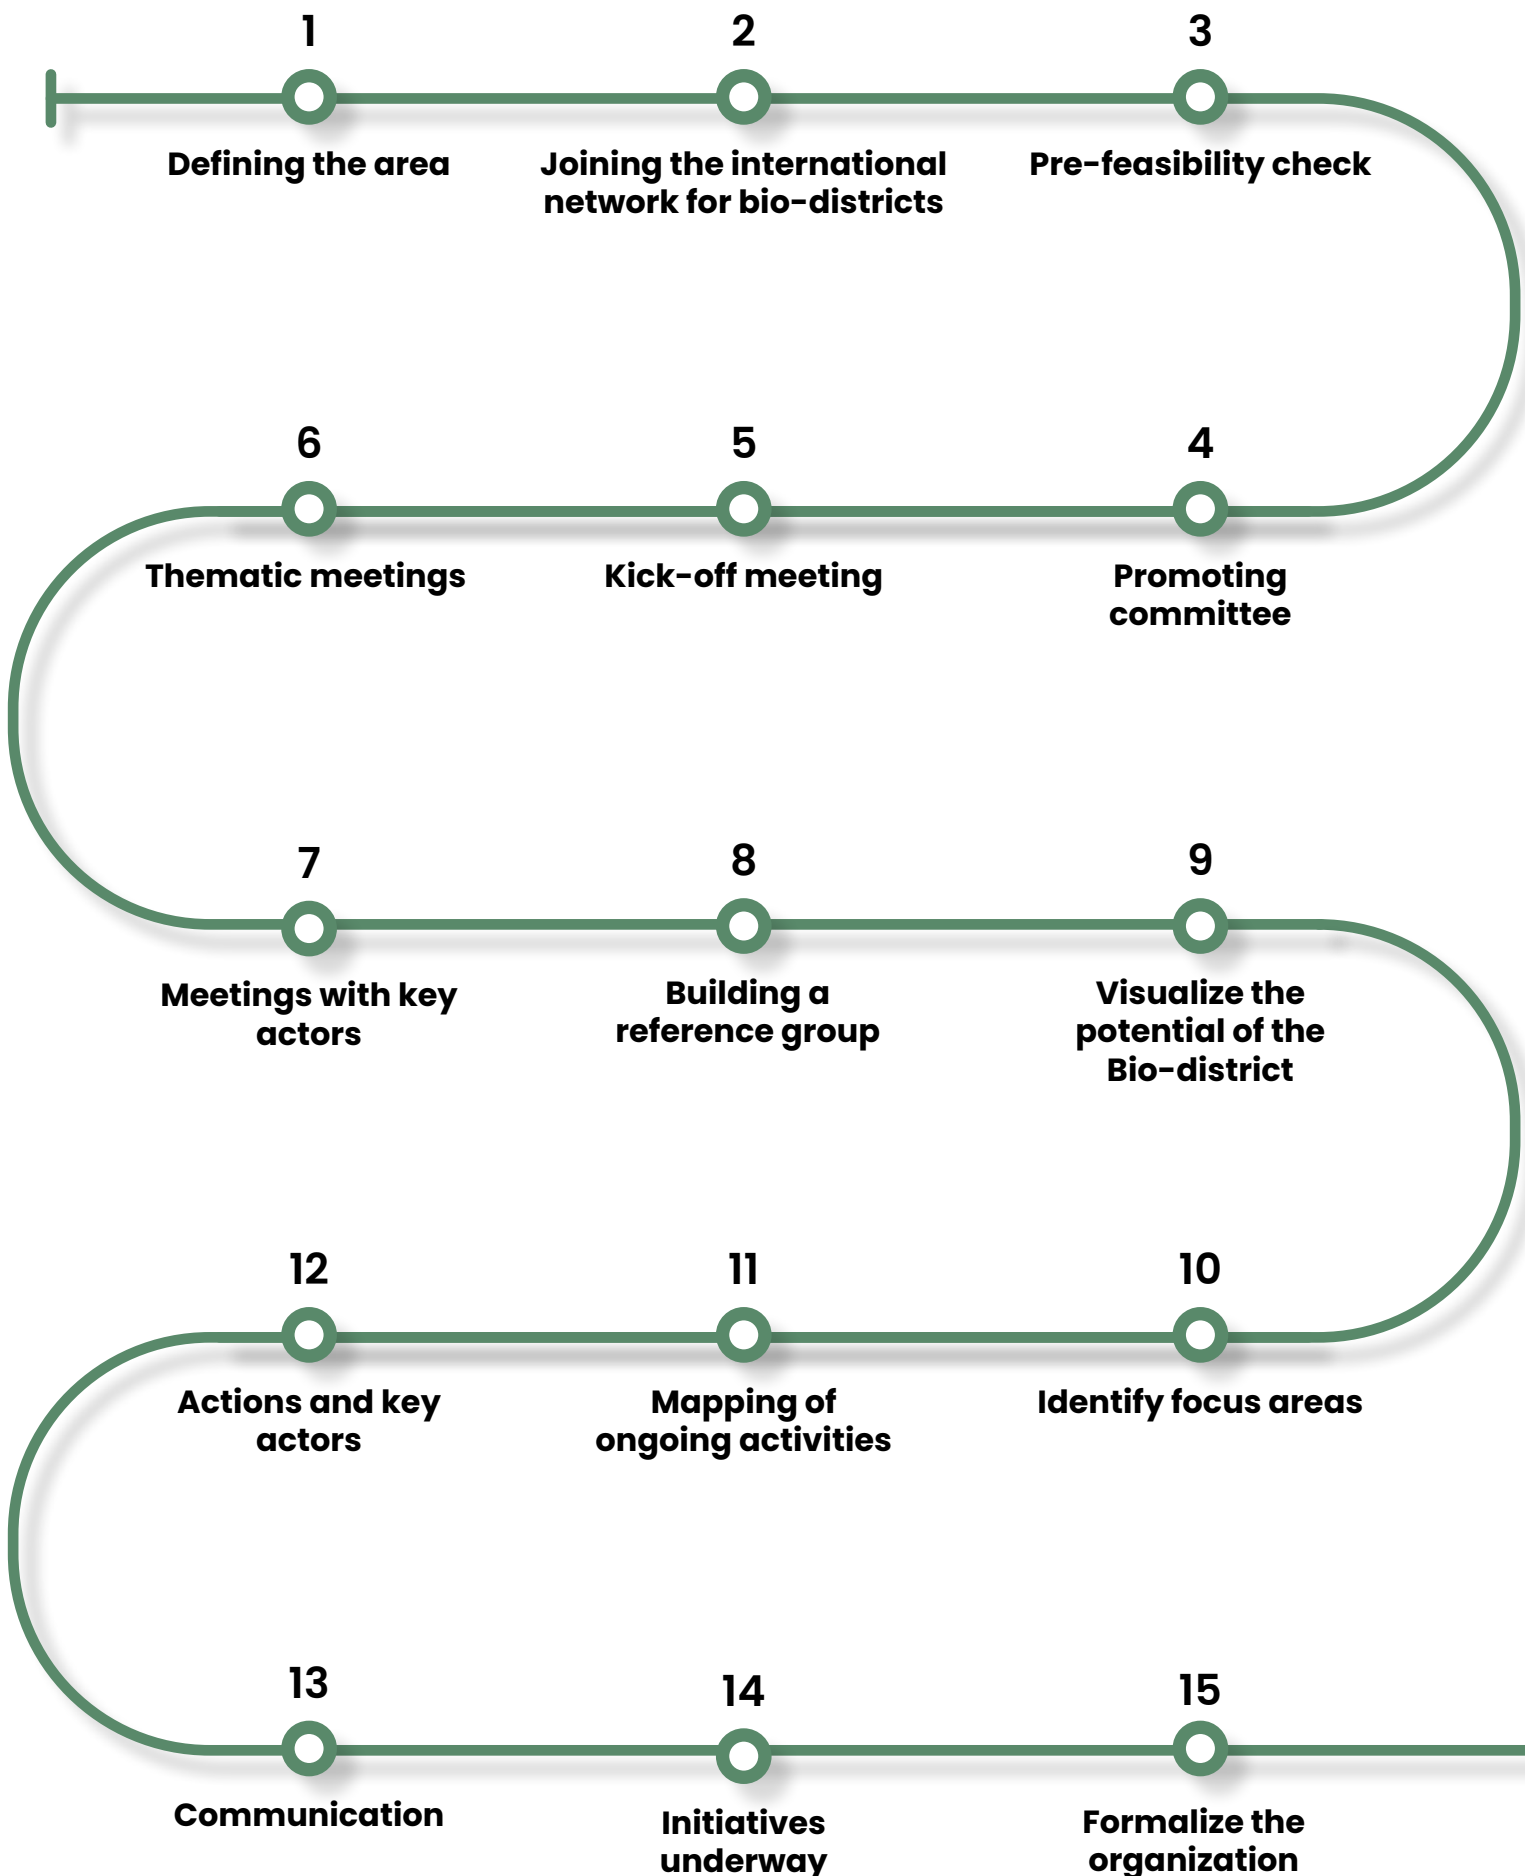 1
Defining the area
2
Joining the international
network for bio-districts
3
Pre-feasibility check
4
Promoting
committee
5
Kick-off meeting
6
Thematic meetings
7
Meetings with key
actors
8
Building a
reference group
9
Visualize the
potential of the
Bio-district
10
Identify focus areas
11
Mapping of
ongoing activities
12
Actions and key
actors
13
Communication
14
Initiatives
underway
15
Formalize the
organization